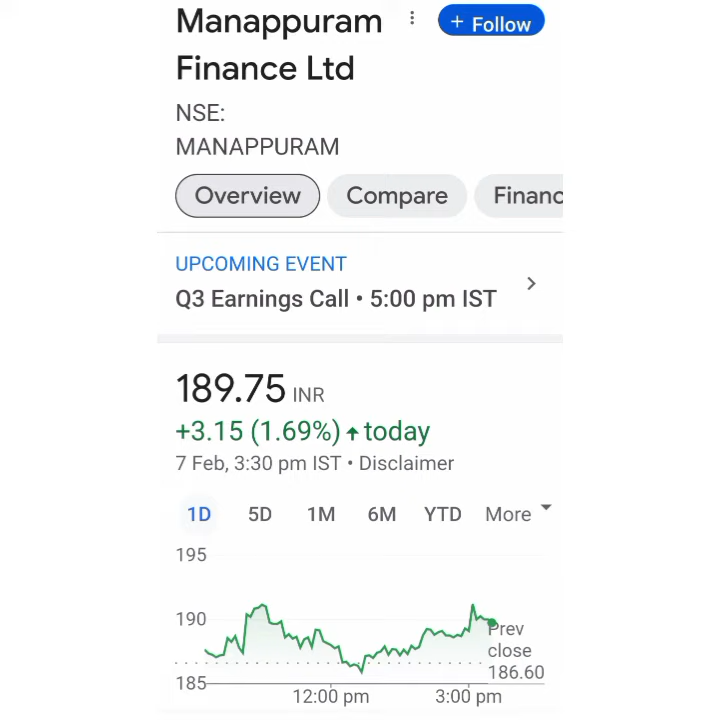 Manappuram
+ Follow
Finance Ltd
NSE:
MANAPPURAM
Overview
Compare
Financ
UPCOMING EVENT
Q3 Earnings Call • 5:00 pm IST
189.75 INR
+3.15 (1.69%) ↑ today
7 Feb, 3:30 pm IST • Disclaimer
1D 5D 1M 6M YTD More
195
190
Prev
close
186.60
185
12:00 pm 3:00 pm